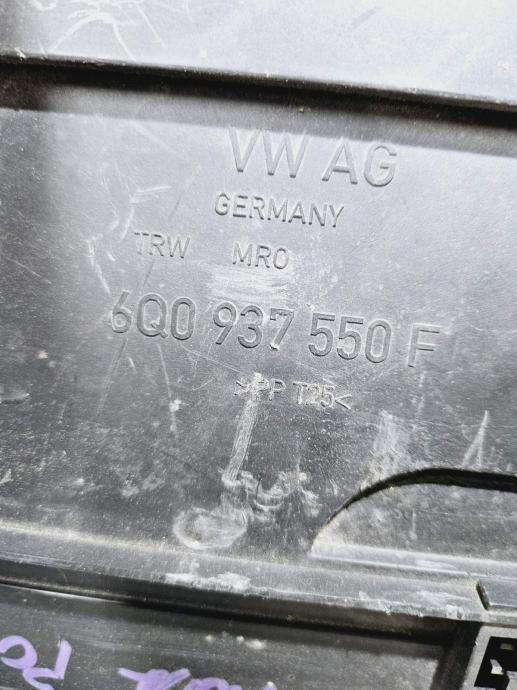 VW AG
GERMANY
TRW MRO
6Q0 937 550 F
>PP T25<